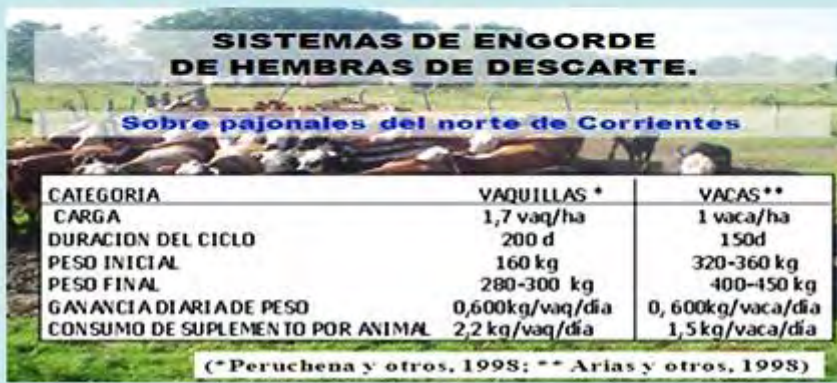 SISTEMAS DE ENGORDE
DE HEMBRAS DE DESCARTE.
Sobre pajonales del norte de Corrientes
CATEGORIA VAQUILLAS * VACAS**
CARGA 1,7 vaq/ha 1 vaca/ha
DURACION DEL CICLO 200 d 150d
PESO INICIAL 160 kg 320-360 kg
PESO FINAL 280-300 kg 400-450 kg
GANANCIA DIARIA DE PESO 0,600kg/vaq/día 0, 600kg/vaca/día
CONSUMO DE SUPLEMENTO POR ANIMAL 2,2 kg/vaq/día 1,5 kg/vaca/día
(*Peruchena y otros, 1998; ** Arias y otros, 1998)